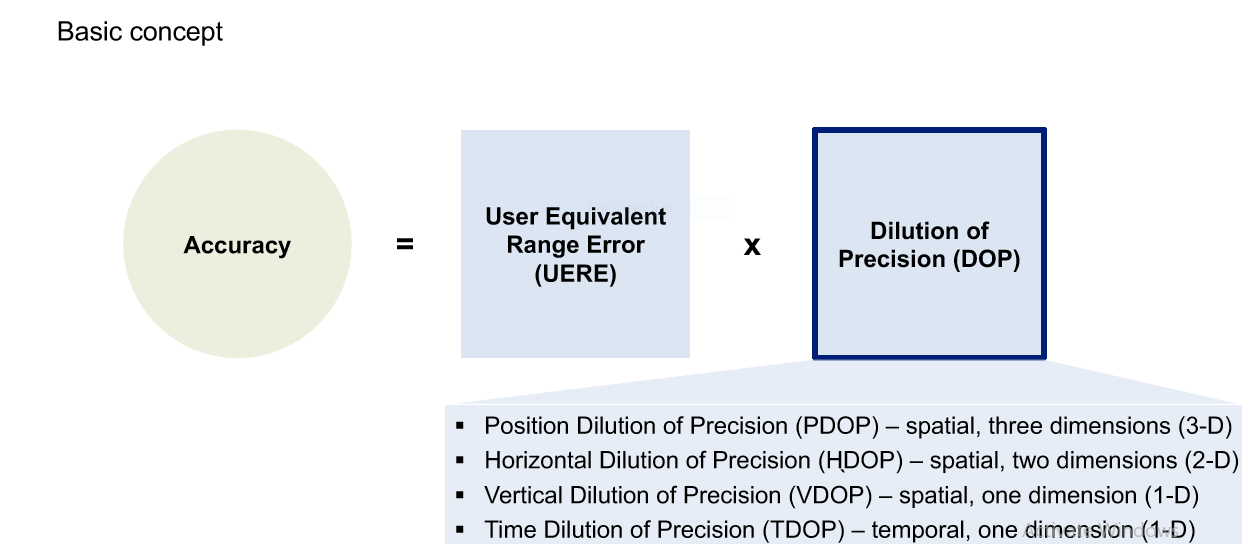 Basic concept
Accuracy
=
User Equivalent
Range Error
(UERE)
x
Dilution of
Precision (DOP)
▪ Position Dilution of Precision (PDOP) – spatial, three dimensions (3-D)
▪ Horizontal Dilution of Precision (HDOP) – spatial, two dimensions (2-D)
▪ Vertical Dilution of Precision (VDOP) – spatial, one dimension (1-D)
▪ Time Dilution of Precision (TDOP) – temporal, one dimension (1-D)
Activate Windows